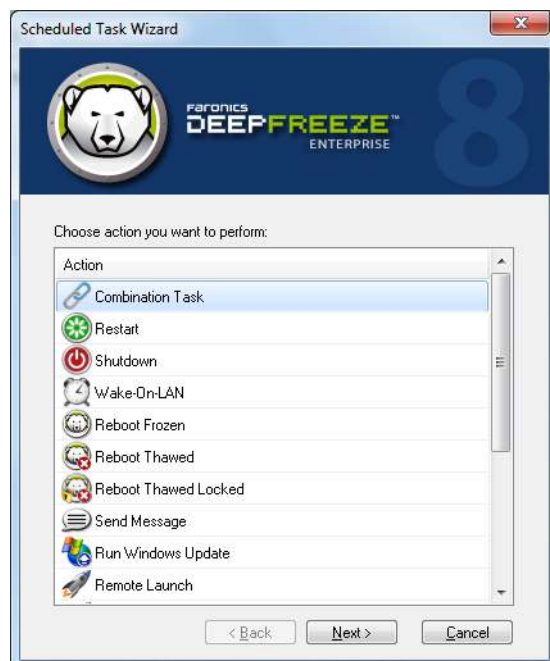 Scheduled Task Wizard
FARONICS
DEEPFREEZE™
ENTERPRISE
8
Choose action you want to perform:
Action
Combination Task
Restart
Shutdown
Wake-On-LAN
Reboot Frozen
Reboot Thawed
Reboot Thawed Locked
Send Message
Run Windows Update
Remote Launch
< Back
Next >
Cancel